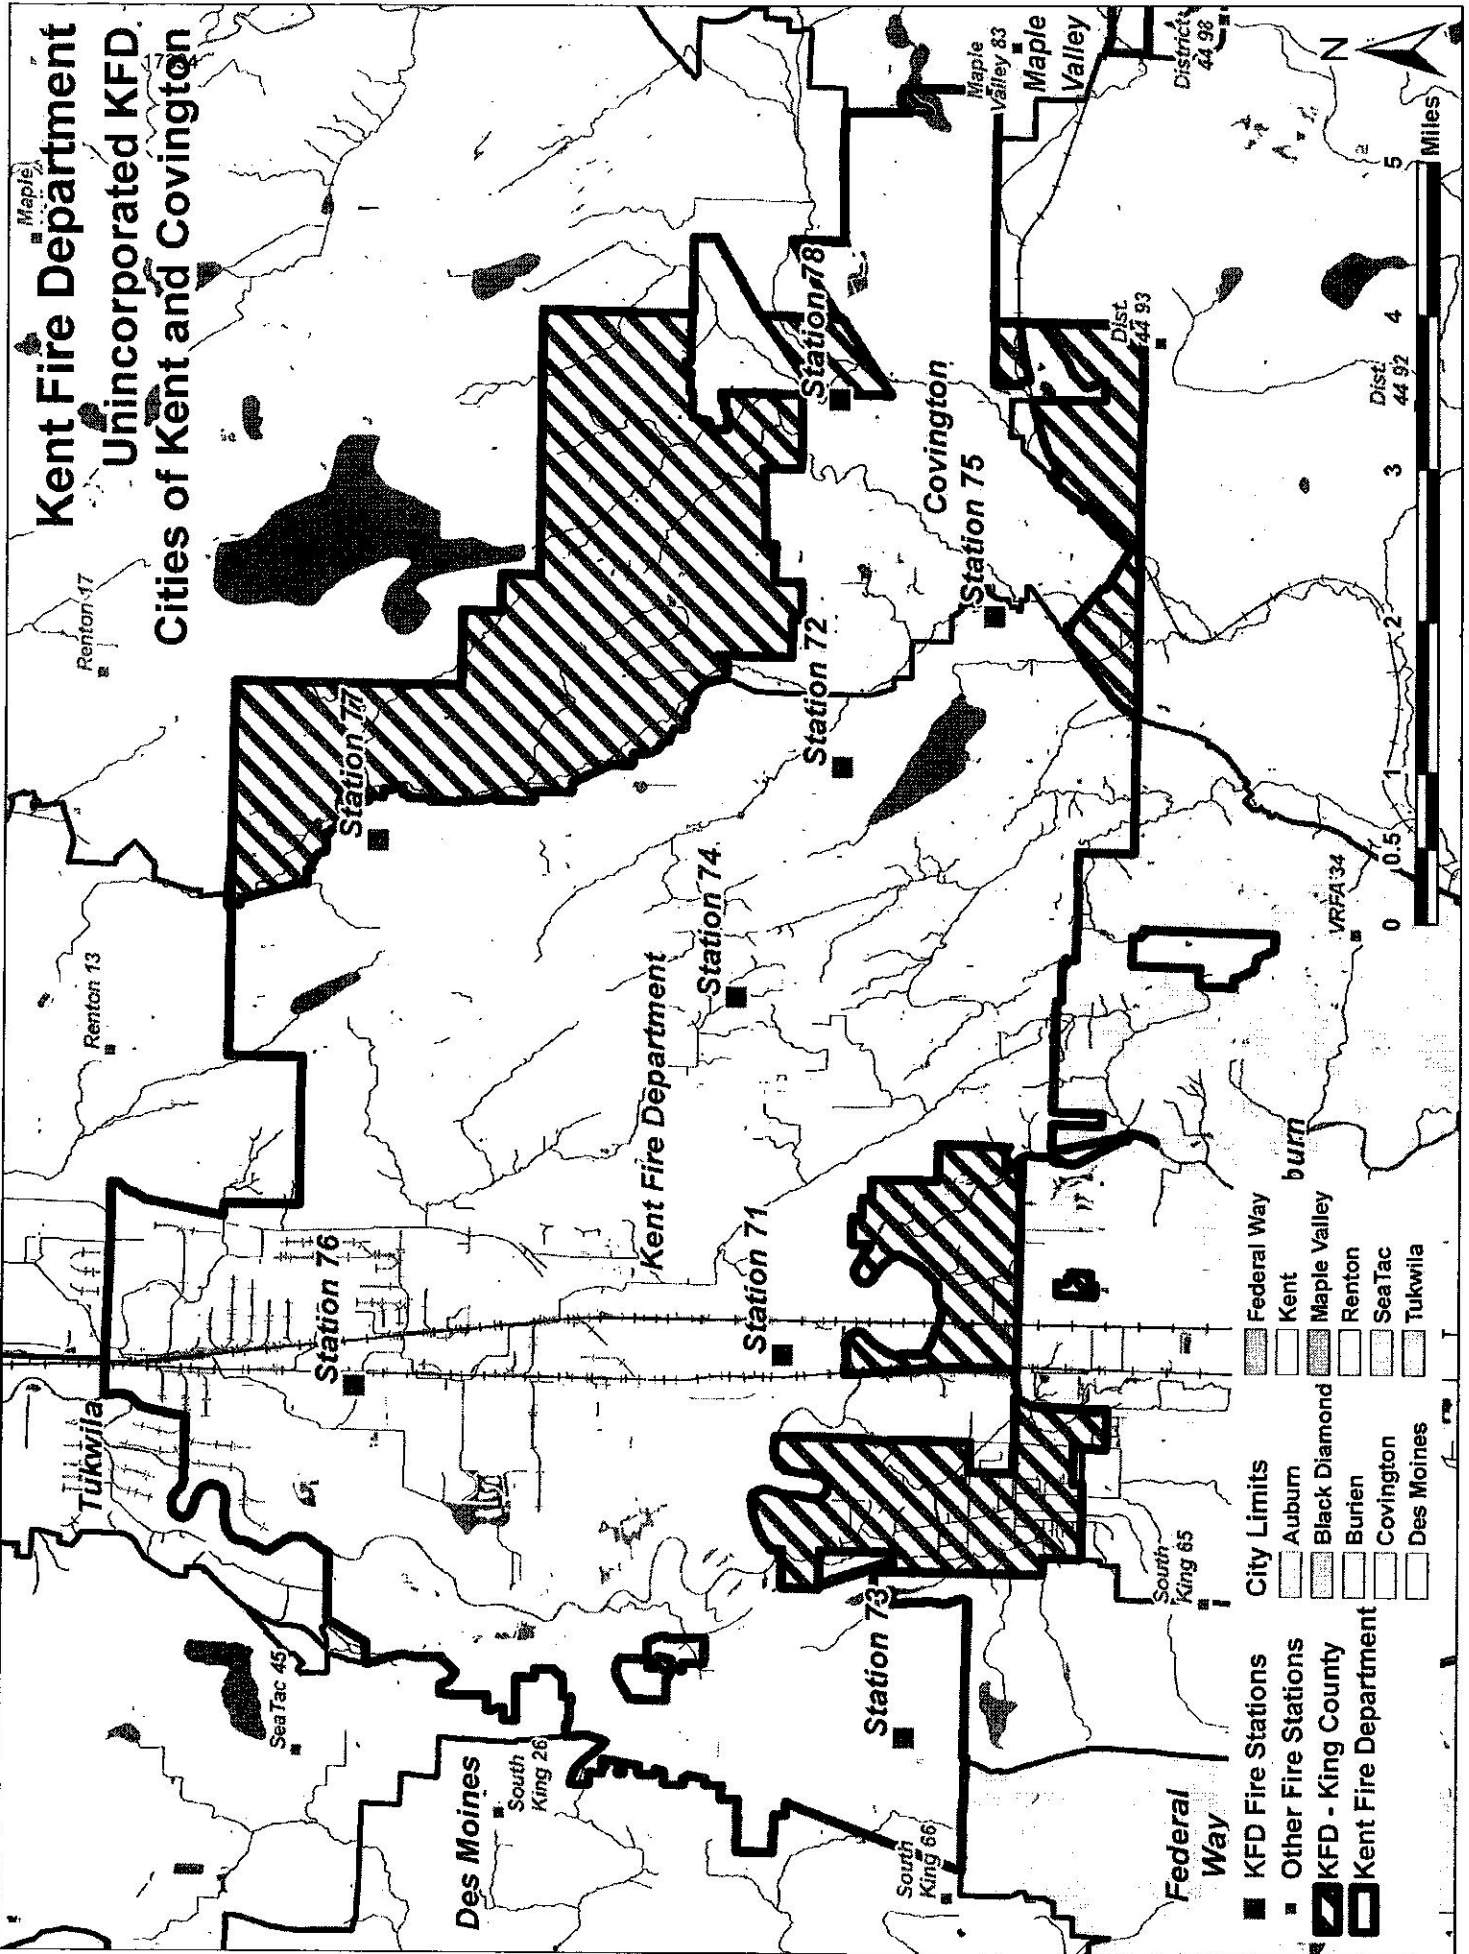 Kent Fire Department
Unincorporated KFD
Cities of Kent and Covington
Maple
Renton 17
Renton 13
Tukwila
SeaTac 45
Des Moines
South
King 26
South
King 66
Federal
Way
Station 76
Station 77
Kent Fire Department
Station 74
Station 71
Station 72
Station 73
Station 78
Covington
Station 75
Maple
Valley 83
Maple
Valley
District
44 98
Dist.
44 93
Dist.
44 92
VRFA 34
burn
South
King 65
N
0 0.5 1 2 3 4 5
Miles
KFD Fire Stations
Other Fire Stations
KFD - King County
Kent Fire Department
City Limits
Auburn
Black Diamond
Burien
Covington
Des Moines
Federal Way
Kent
Maple Valley
Renton
SeaTac
Tukwila